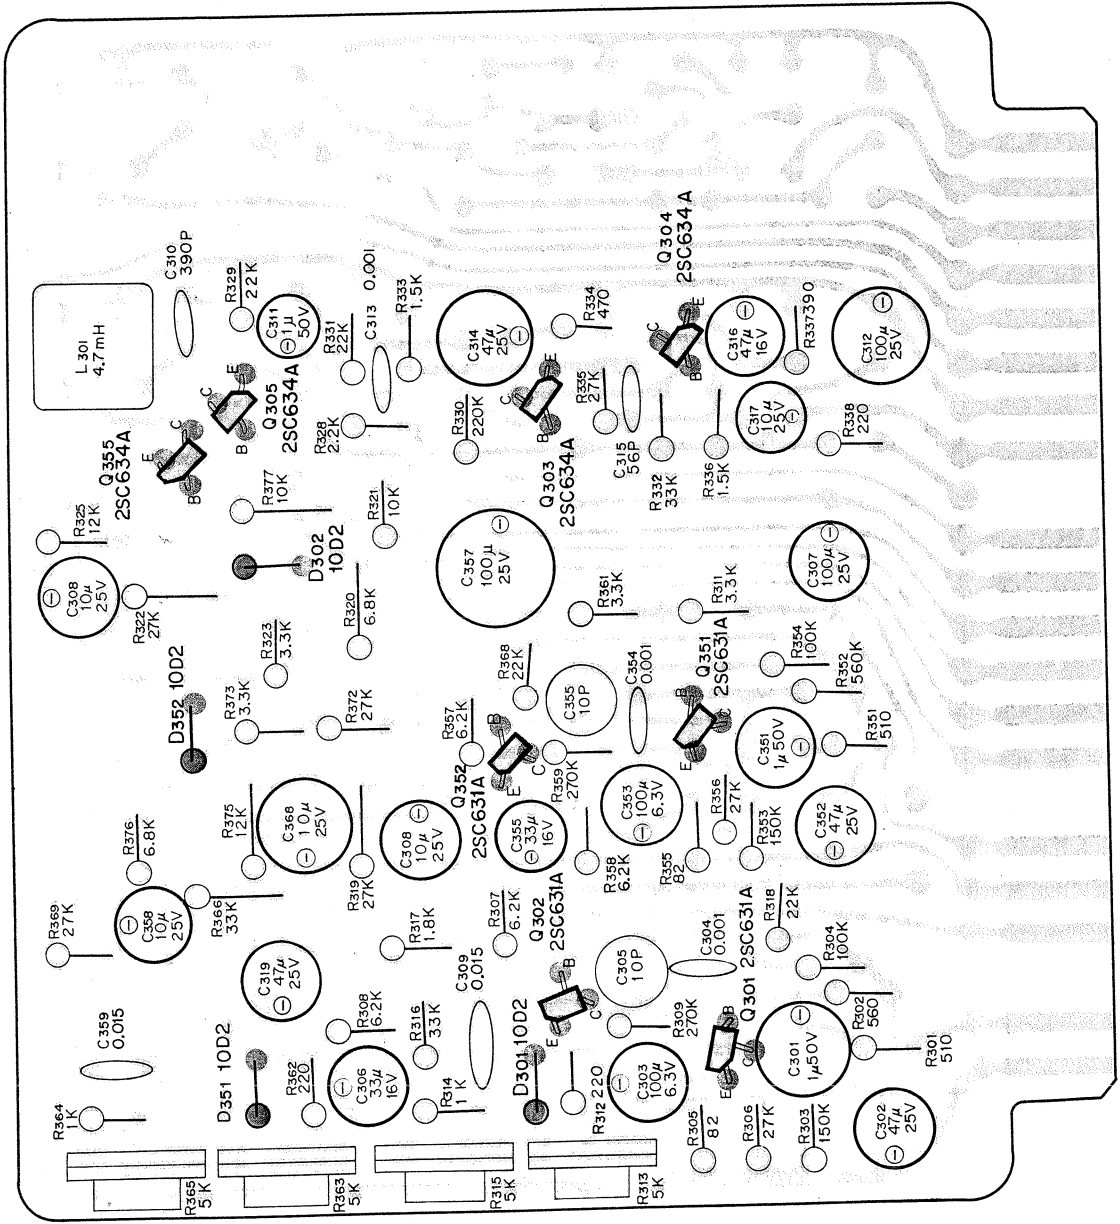 C310
390P
L301
4.7mH
R329
22K
C311
1μ
50V
R331
22K
C313
0.001
R333
1.5K
C314
47μ
25V
R334
470
Q304
2SC634A
C
E
B
C316
47μ
16V
R337 390
C312
100μ
25V
Q305
2SC634A
C
E
B
Q355
2SC634A
E
C
B
R328
2.2K
R330
220K
C
E
B
Q303
2SC634A
R335
27K
C315
56P
R332
33K
R336
1.5K
C317
10μ
25V
R338
220
R325
12K
R377
10K
R321
10K
D302
10D2
C308
10μ
25V
R322
27K
C357
100μ
25V
C307
100μ
25V
R320
6.8K
R323
3.3K
R361
3.3K
R311
3.3K
D352 10D2
R373
3.3K
R372
27K
R368
22K
C355
10P
C354
0.001
Q351
2SC631A
B
C
E
R354
100K
R352
560K
R357
6.2K
Q352
2SC631A
B
C
E
R359
270K
C351
1μ50V
R351
510
R376
6.8K
R375
12K
C368
10μ
25V
R319
27K
C308
10μ
25V
C355
33μ
16V
C353
100μ
6.3V
R358
6.2K
R355
82
R356
27K
R353
150K
C352
47μ
25V
R369
27K
C358
10μ
25V
R366
33K
C319
47μ
25V
R317
1.8K
R307
6.2K
Q302
2SC631A
B
C
E
C305
10P
C304
0.001
R318
22K
R304
100K
R302
560
C359
0.015
D351 10D2
R308
6.2K
R316
33K
C309
0.015
D301 10D2
R309
270K
Q301 2SC631A
B
C
E
C301
1μ50V
R301
510
R364
1K
R362
220
C306
33μ
16V
R314
1K
R312 220
C303
100μ
6.3V
R305
82
R306
27K
R303
150K
C302
47μ
25V
R365
5K
R363
5K
R315
5K
R313
5K